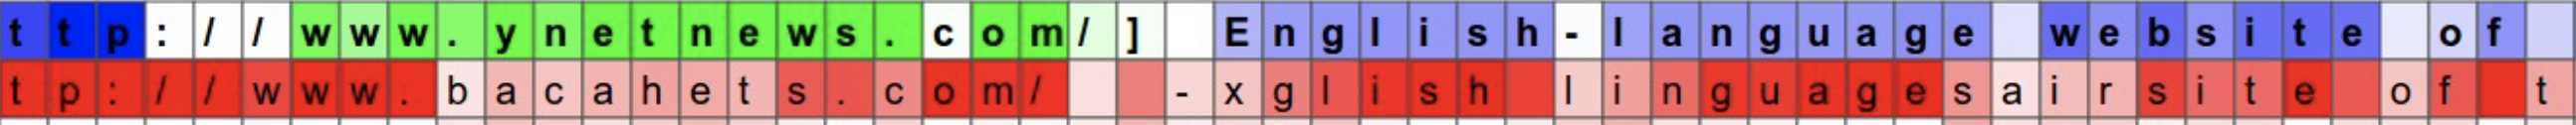 ttp://www.ynetnews.com/] English-language website of
tp://www.bacahets.com/  -xglish linguagesairsite of t